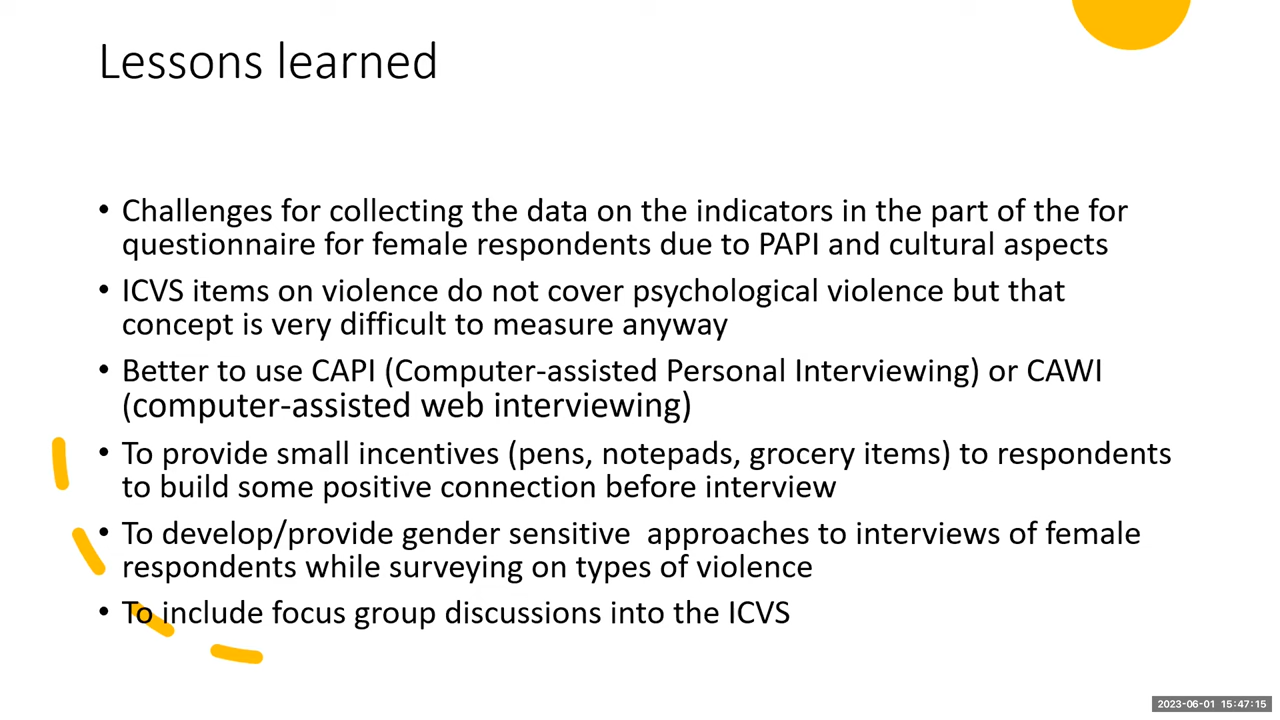 Lessons learned
• Challenges for collecting the data on the indicators in the part of the for
questionnaire for female respondents due to PAPI and cultural aspects
• ICVS items on violence do not cover psychological violence but that
concept is very difficult to measure anyway
• Better to use CAPI (Computer-assisted Personal Interviewing) or CAWI
(computer-assisted web interviewing)
• To provide small incentives (pens, notepads, grocery items) to respondents
to build some positive connection before interview
• To develop/provide gender sensitive  approaches to interviews of female
respondents while surveying on types of violence
• To include focus group discussions into the ICVS
2023-06-01 15:47:15